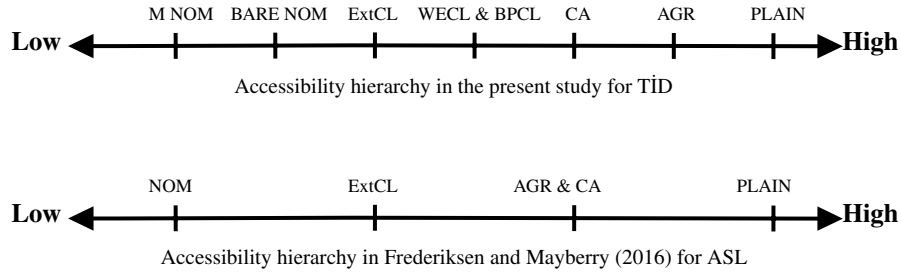 M NOM BARE NOM ExtCL WECL & BPCL CA AGR PLAIN
Low High
Accessibility hierarchy in the present study for TİD
NOM ExtCL AGR & CA PLAIN
Low High
Accessibility hierarchy in Frederiksen and Mayberry (2016) for ASL